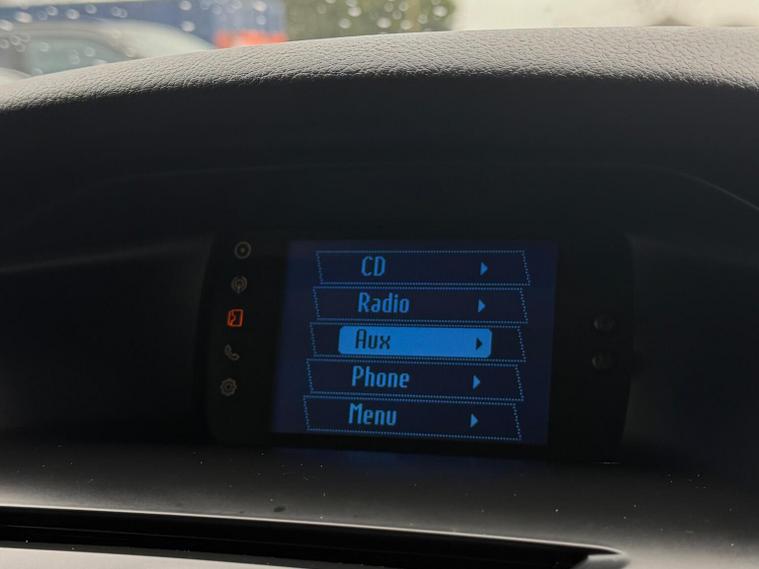 CD
Radio
Aux
Phone
Menu